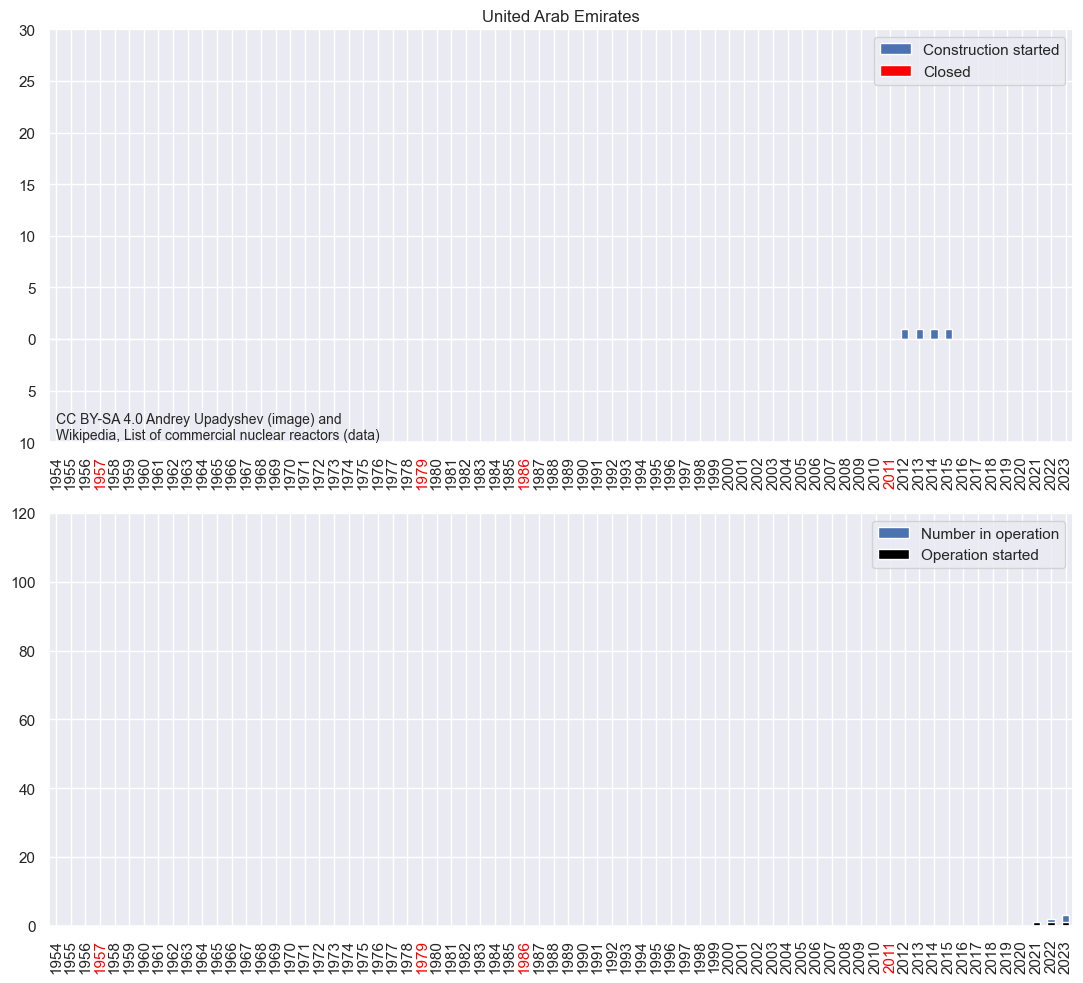 United Arab Emirates
30
25
20
15
10
5
0
5
10
Construction started
Closed
CC BY-SA 4.0 Andrey Upadyshev (image) and
Wikipedia, List of commercial nuclear reactors (data)
1954 1955 1956 1957 1958 1959 1960 1961 1962 1963 1964 1965 1966 1967 1968 1969 1970 1971 1972 1973 1974 1975 1976 1977 1978 1979 1980 1981 1982 1983 1984 1985 1986 1987 1988 1989 1990 1991 1992 1993 1994 1995 1996 1997 1998 1999 2000 2001 2002 2003 2004 2005 2006 2007 2008 2009 2010 2011 2012 2013 2014 2015 2016 2017 2018 2019 2020 2021 2022 2023
120
100
80
60
40
20
0
Number in operation
Operation started
1954 1955 1956 1957 1958 1959 1960 1961 1962 1963 1964 1965 1966 1967 1968 1969 1970 1971 1972 1973 1974 1975 1976 1977 1978 1979 1980 1981 1982 1983 1984 1985 1986 1987 1988 1989 1990 1991 1992 1993 1994 1995 1996 1997 1998 1999 2000 2001 2002 2003 2004 2005 2006 2007 2008 2009 2010 2011 2012 2013 2014 2015 2016 2017 2018 2019 2020 2021 2022 2023